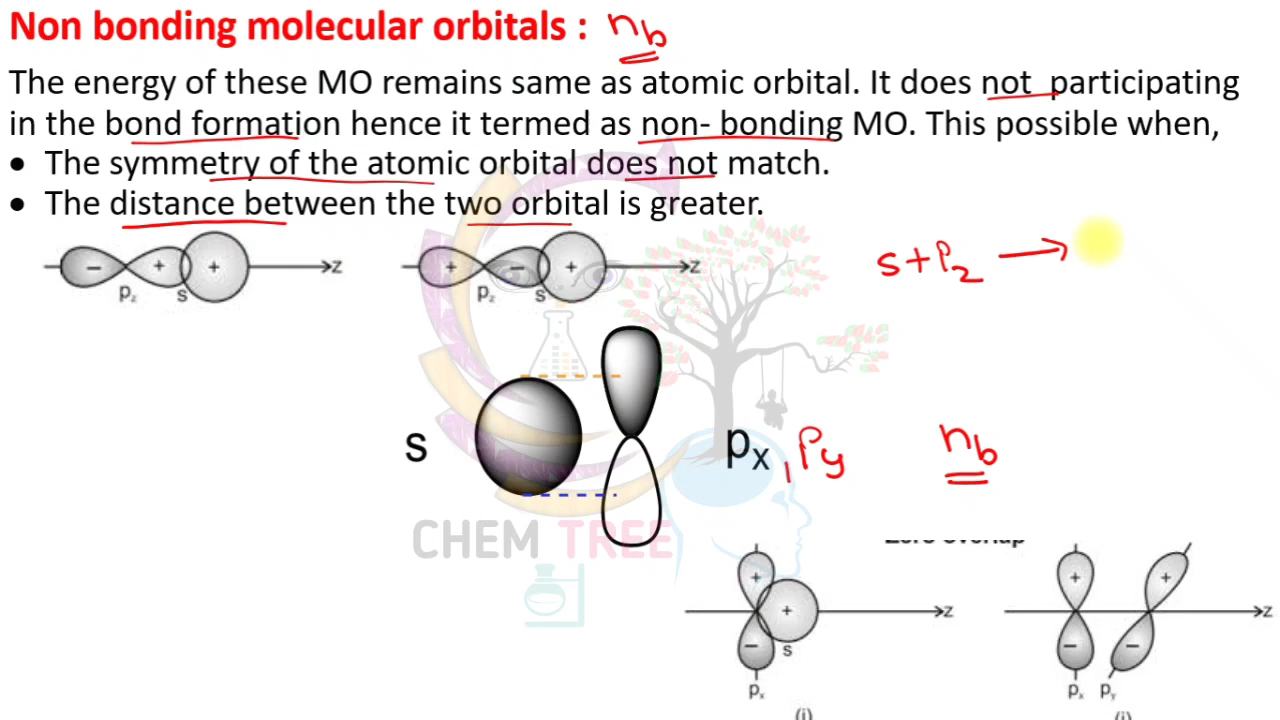 Non bonding molecular orbitals : nb
The energy of these MO remains same as atomic orbital. It does not participating
in the bond formation hence it termed as non- bonding MO. This possible when,
• The symmetry of the atomic orbital does not match.
• The distance between the two orbital is greater.
− + + z
pz s
+ − + z
pz s
s+pz →
s
px, py nb
CHEM TREE
Zero overlap
+ + z
− s
px
(i)
+ + z
− −
px py
(i)